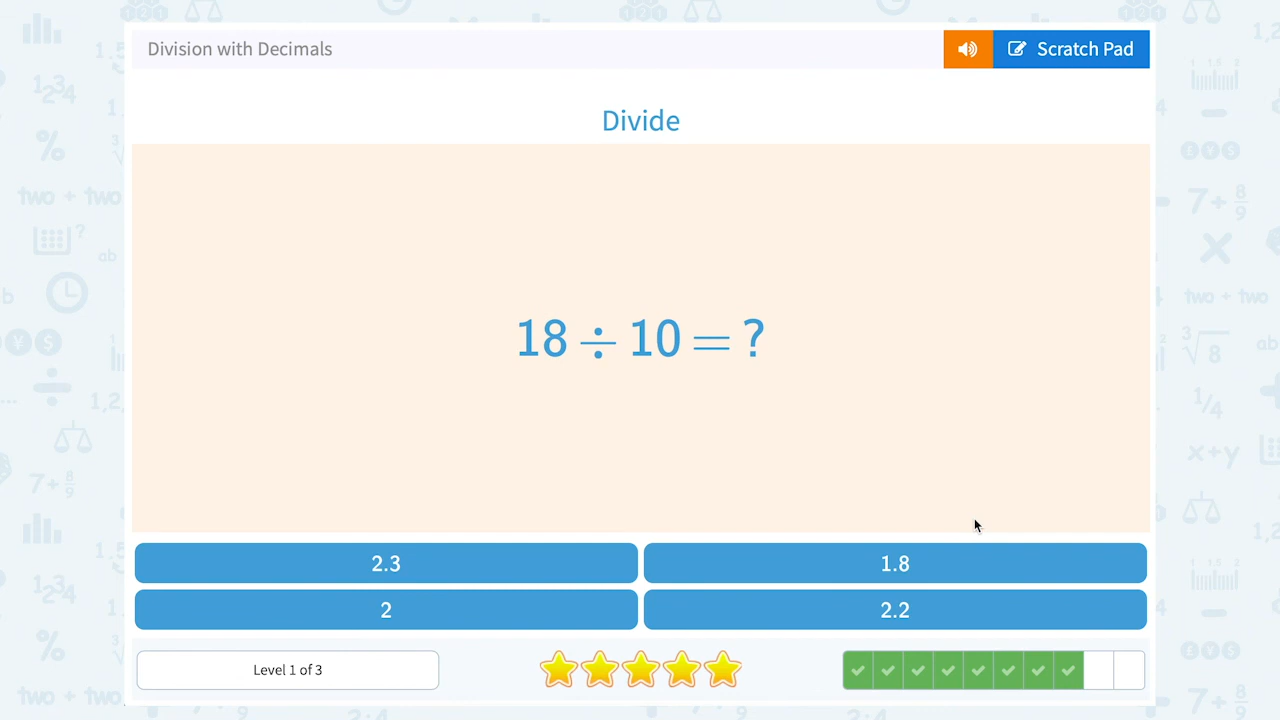 Division with Decimals
Scratch Pad
Divide
18 ÷ 10 = ?
2.3
1.8
2
2.2
Level 1 of 3